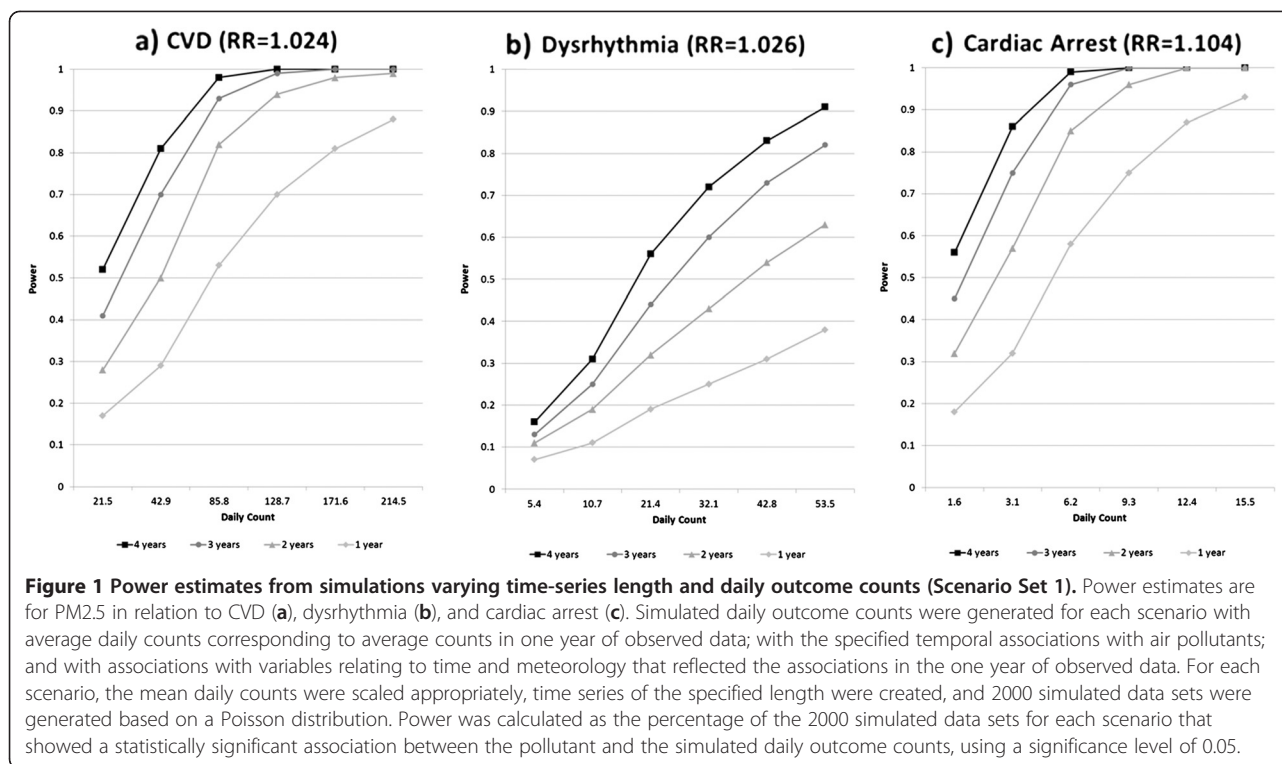 a) CVD (RR=1.024)
1
0.9
0.8
0.7
0.6
0.5
0.4
0.3
0.2
0.1
0
Power
21.5 42.9 85.8 128.7 171.6 214.5
Daily Count
4 years 3 years 2 years 1 year
b) Dysrhythmia (RR=1.026)
1
0.9
0.8
0.7
0.6
0.5
0.4
0.3
0.2
0.1
0
Power
5.4 10.7 21.4 32.1 42.8 53.5
Daily Count
4 years 3 years 2 years 1 year
c) Cardiac Arrest (RR=1.104)
1
0.9
0.8
0.7
0.6
0.5
0.4
0.3
0.2
0.1
0
Power
1.6 3.1 6.2 9.3 12.4 15.5
Daily Count
4 years 3 years 2 years 1 year
Figure 1 Power estimates from simulations varying time-series length and daily outcome counts (Scenario Set 1). Power estimates are
for PM2.5 in relation to CVD (a), dysrhythmia (b), and cardiac arrest (c). Simulated daily outcome counts were generated for each scenario with
average daily counts corresponding to average counts in one year of observed data; with the specified temporal associations with air pollutants;
and with associations with variables relating to time and meteorology that reflected the associations in the one year of observed data. For each
scenario, the mean daily counts were scaled appropriately, time series of the specified length were created, and 2000 simulated data sets were
generated based on a Poisson distribution. Power was calculated as the percentage of the 2000 simulated data sets for each scenario that
showed a statistically significant association between the pollutant and the simulated daily outcome counts, using a significance level of 0.05.